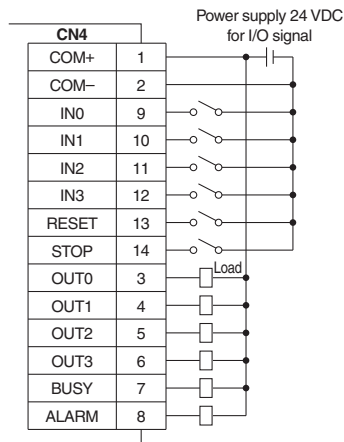 Power supply 24 VDC
for I/O signal
CN4
COM+ 1
COM− 2
IN0 9
IN1 10
IN2 11
IN3 12
RESET 13
STOP 14
OUT0 3 Load
OUT1 4
OUT2 5
OUT3 6
BUSY 7
ALARM 8